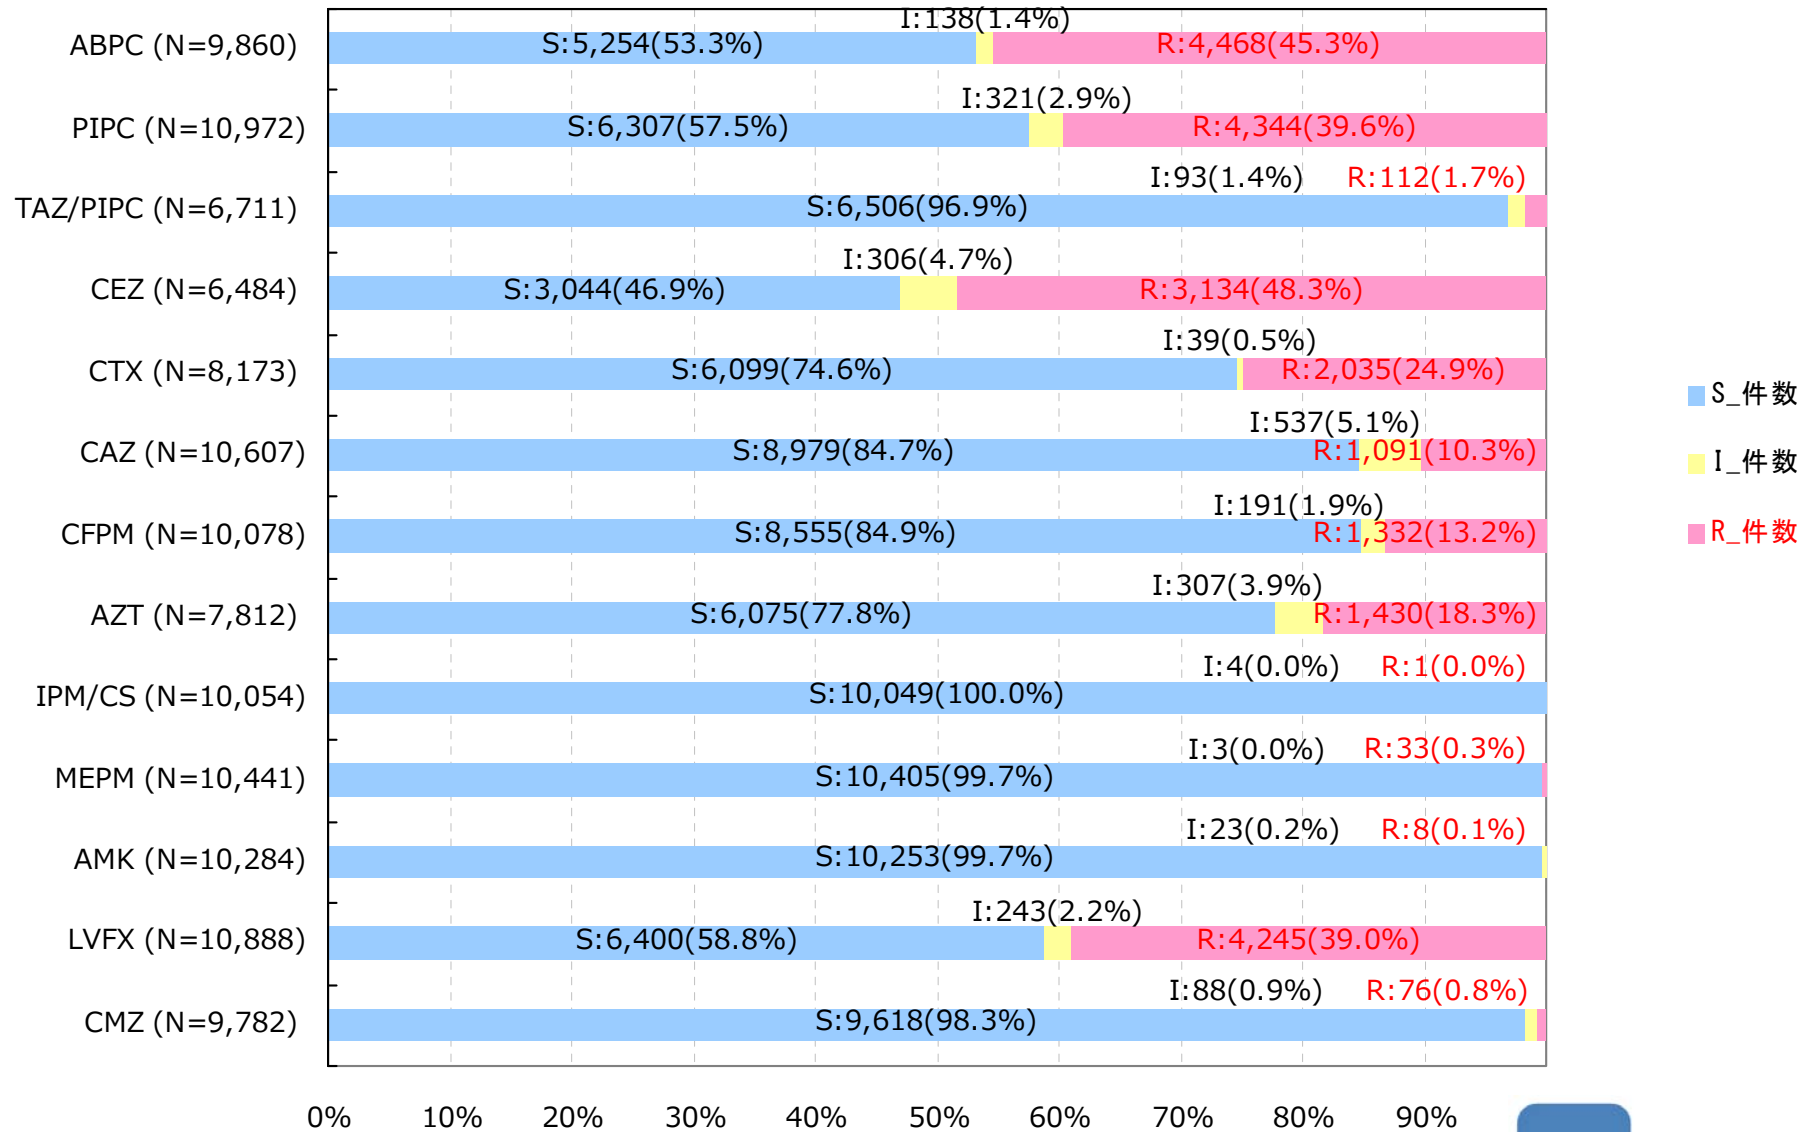 I:138(1.4%)
ABPC (N=9,860) S:5,254(53.3%) R:4,468(45.3%)
I:321(2.9%)
PIPC (N=10,972) S:6,307(57.5%) R:4,344(39.6%)
I:93(1.4%) R:112(1.7%)
TAZ/PIPC (N=6,711) S:6,506(96.9%)
I:306(4.7%)
CEZ (N=6,484) S:3,044(46.9%) R:3,134(48.3%)
I:39(0.5%)
CTX (N=8,173) S:6,099(74.6%) R:2,035(24.9%)
I:537(5.1%)
CAZ (N=10,607) S:8,979(84.7%) R:1,091(10.3%)
I:191(1.9%)
CFPM (N=10,078) S:8,555(84.9%) R:1,332(13.2%)
I:307(3.9%)
AZT (N=7,812) S:6,075(77.8%) R:1,430(18.3%)
I:4(0.0%) R:1(0.0%)
IPM/CS (N=10,054) S:10,049(100.0%)
I:3(0.0%) R:33(0.3%)
MEPM (N=10,441) S:10,405(99.7%)
I:23(0.2%) R:8(0.1%)
AMK (N=10,284) S:10,253(99.7%)
I:243(2.2%)
LVFX (N=10,888) S:6,400(58.8%) R:4,245(39.0%)
I:88(0.9%) R:76(0.8%)
CMZ (N=9,782) S:9,618(98.3%)
0% 10% 20% 30% 40% 50% 60% 70% 80% 90%
S_件数
I_件数
R_件数